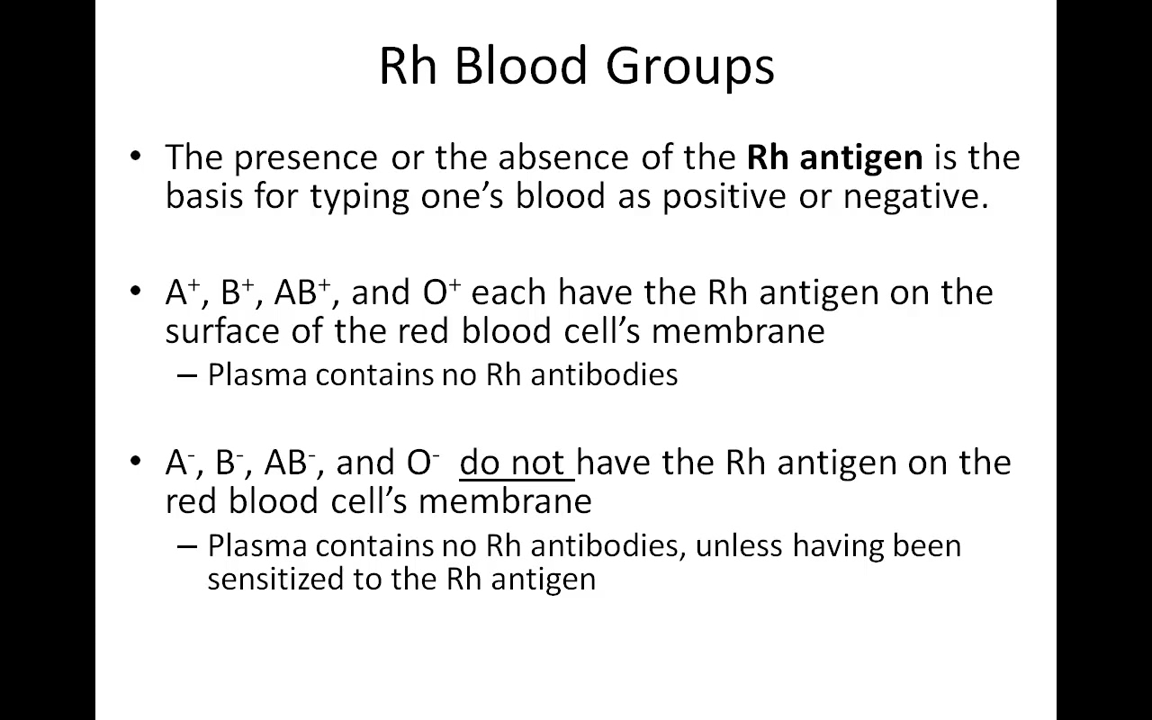 Rh Blood Groups
• The presence or the absence of the Rh antigen is the
basis for typing one’s blood as positive or negative.
• A⁺, B⁺, AB⁺, and O⁺ each have the Rh antigen on the
surface of the red blood cell’s membrane
– Plasma contains no Rh antibodies
• A⁻, B⁻, AB⁻, and O⁻ do not have the Rh antigen on the
red blood cell’s membrane
– Plasma contains no Rh antibodies, unless having been
sensitized to the Rh antigen